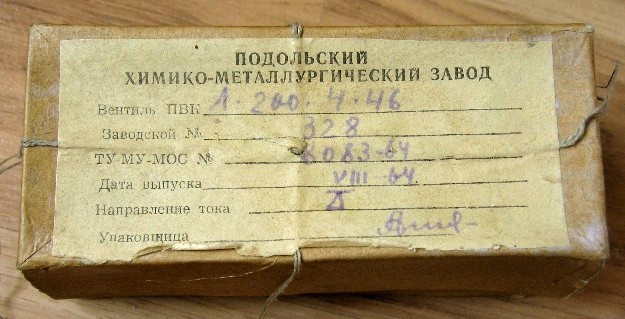 ПОДОЛЬСКИЙ
ХИМИКО-МЕТАЛЛУРГИЧЕСКИЙ ЗАВОД
Вентиль ПВК Л·200·4·46
Заводской № 328
ТУ-МУ-МОС № 8083-64
Дата выпуска VIII-64
Направление тока
Упаковщица